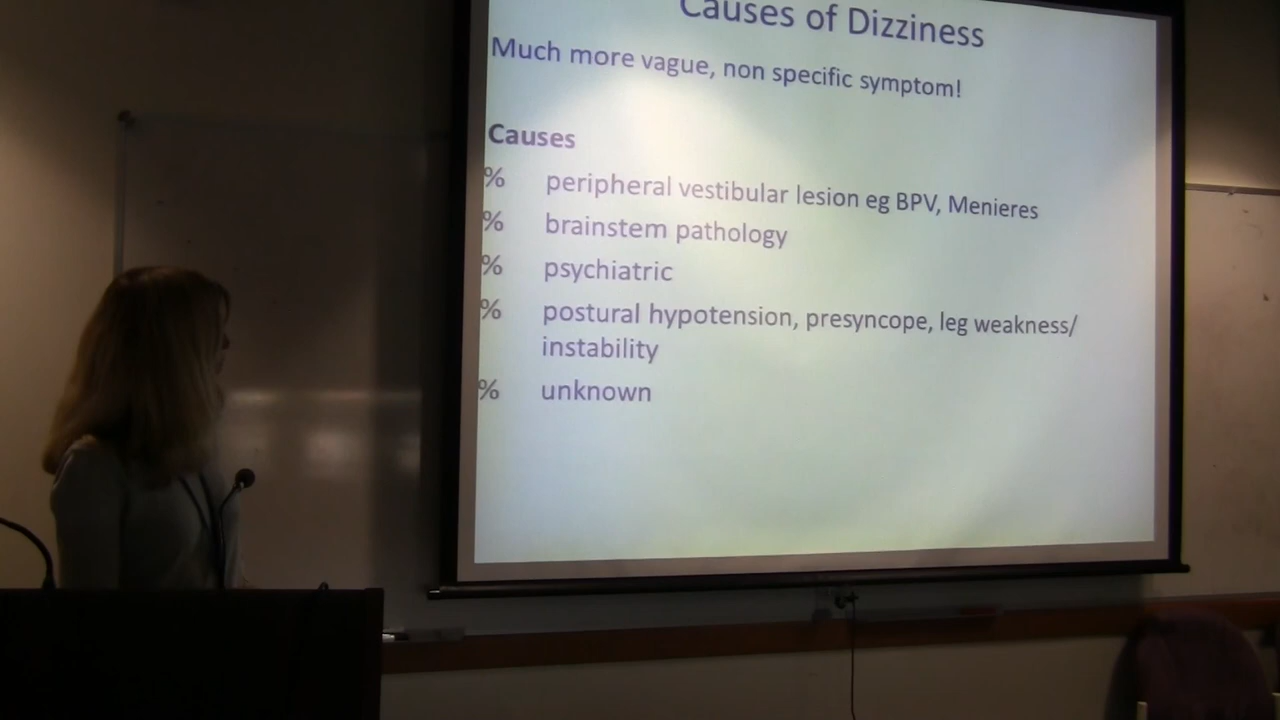 Causes of Dizziness
Much more vague, non specific symptom!
Causes
% peripheral vestibular lesion eg BPV, Menieres
% brainstem pathology
% psychiatric
% postural hypotension, presyncope, leg weakness/
instability
% unknown